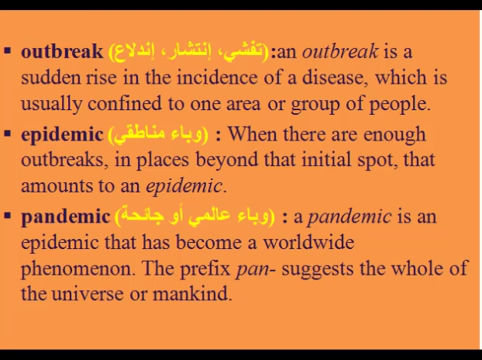 ▪ outbreak (تفشي، إنتشار، إندلاع):an outbreak is a
sudden rise in the incidence of a disease, which is
usually confined to one area or group of people.
▪ epidemic (وباء مناطقي) : When there are enough
outbreaks, in places beyond that initial spot, that
amounts to an epidemic.
▪ pandemic (وباء عالمي أو جائحة) : a pandemic is an
epidemic that has become a worldwide
phenomenon. The prefix pan- suggests the whole of
the universe or mankind.